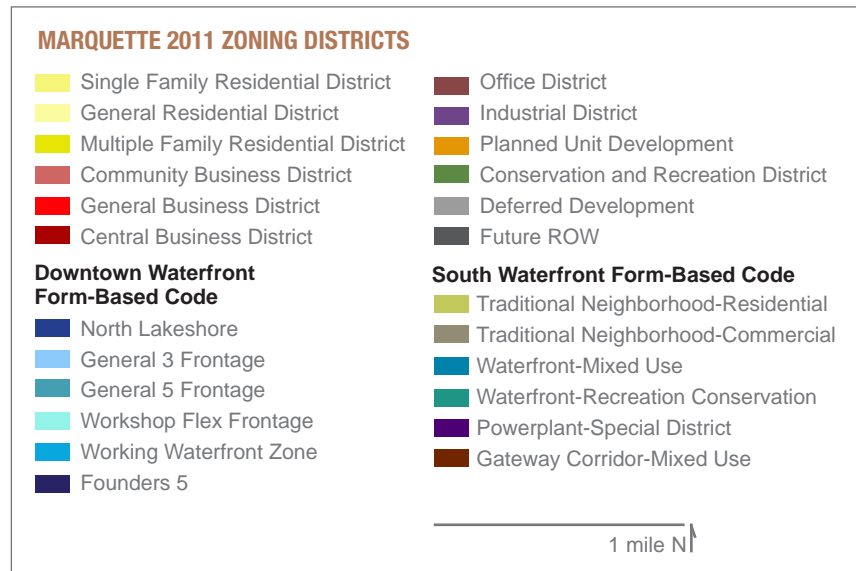 MARQUETTE 2011 ZONING DISTRICTS
Single Family Residential District
General Residential District
Multiple Family Residential District
Community Business District
General Business District
Central Business District
Downtown Waterfront
Form-Based Code
North Lakeshore
General 3 Frontage
General 5 Frontage
Workshop Flex Frontage
Working Waterfront Zone
Founders 5
Office District
Industrial District
Planned Unit Development
Conservation and Recreation District
Deferred Development
Future ROW
South Waterfront Form-Based Code
Traditional Neighborhood-Residential
Traditional Neighborhood-Commercial
Waterfront-Mixed Use
Waterfront-Recreation Conservation
Powerplant-Special District
Gateway Corridor-Mixed Use
1 mile N